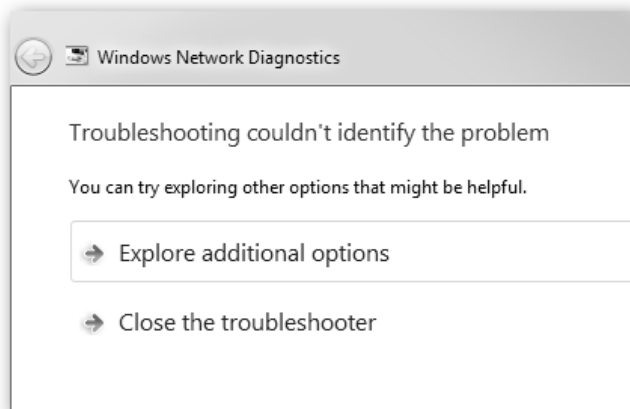 Windows Network Diagnostics
Troubleshooting couldn't identify the problem
You can try exploring other options that might be helpful.
Explore additional options
Close the troubleshooter